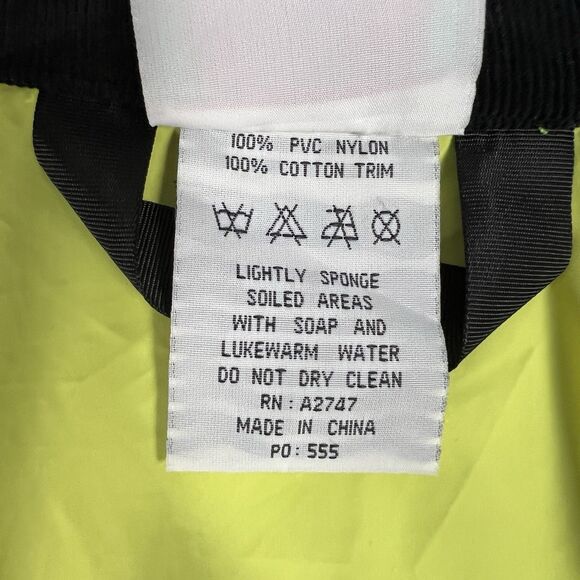 100% PVC NYLON
100% COTTON TRIM
LIGHTLY SPONGE
SOILED AREAS
WITH SOAP AND
LUKEWARM WATER
DO NOT DRY CLEAN
RN: A2747
MADE IN CHINA
PO: 555